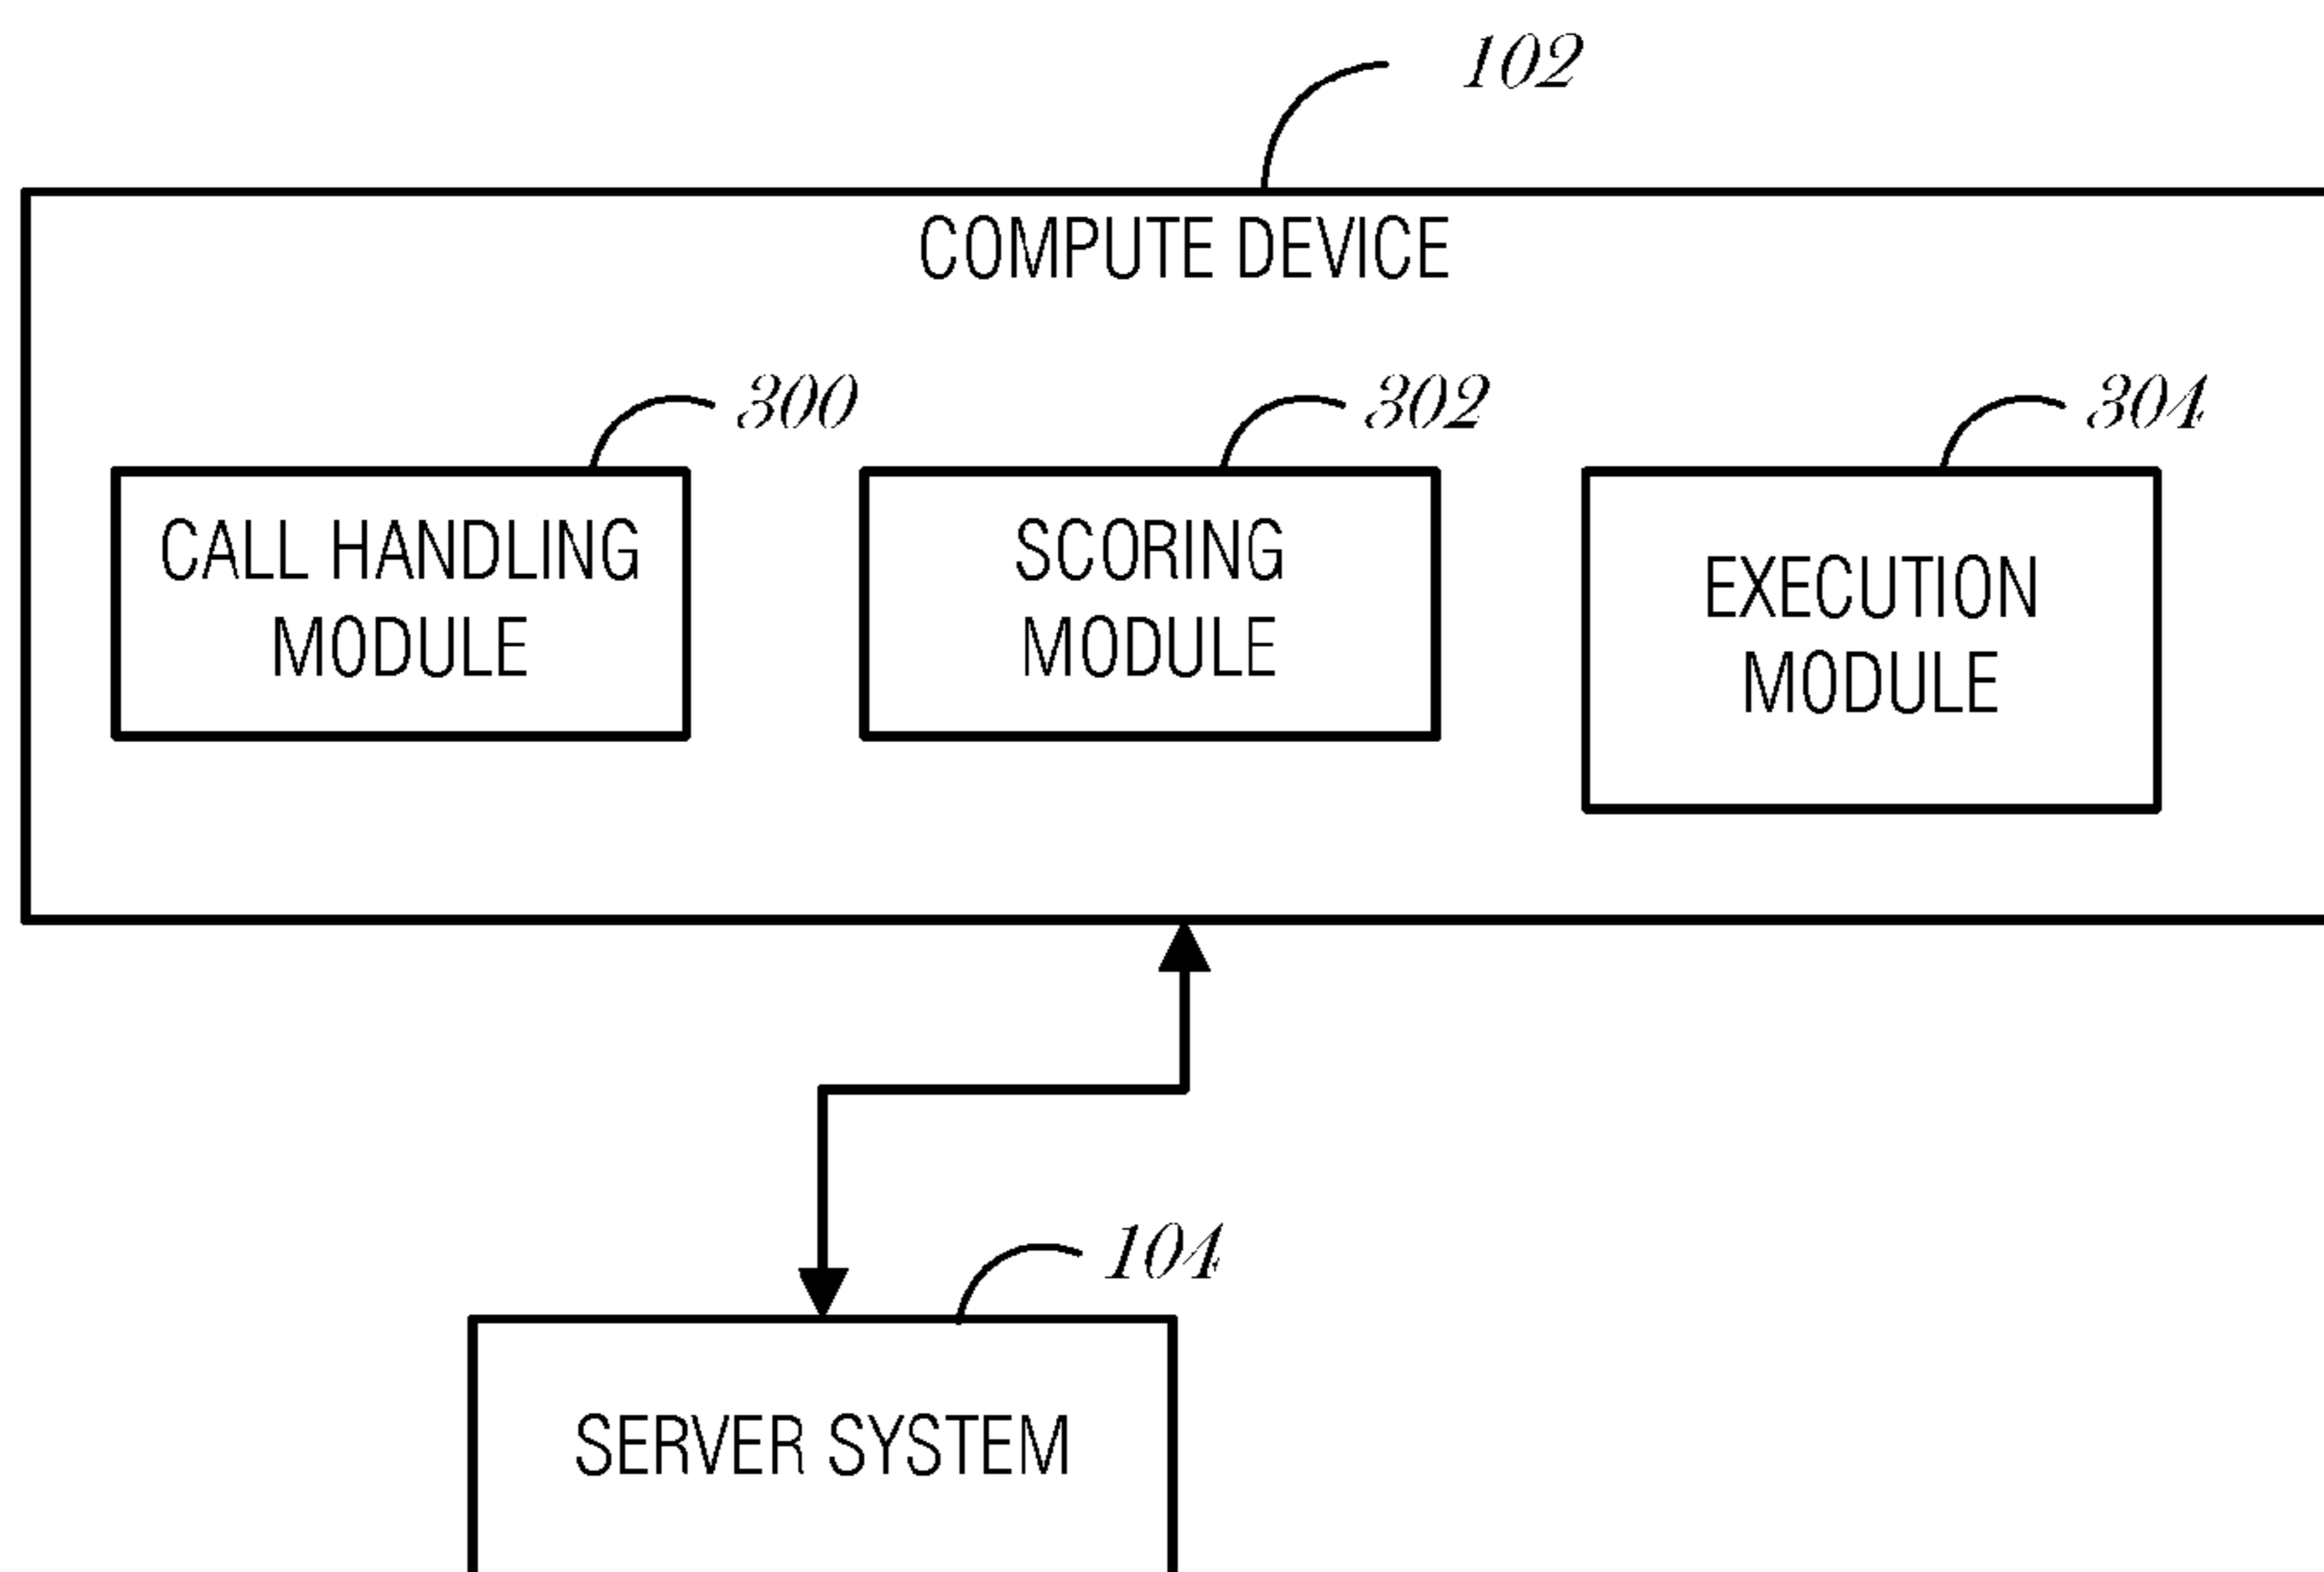 102
COMPUTE DEVICE
300
302
304
CALL HANDLING
MODULE
SCORING
MODULE
EXECUTION
MODULE
104
SERVER SYSTEM